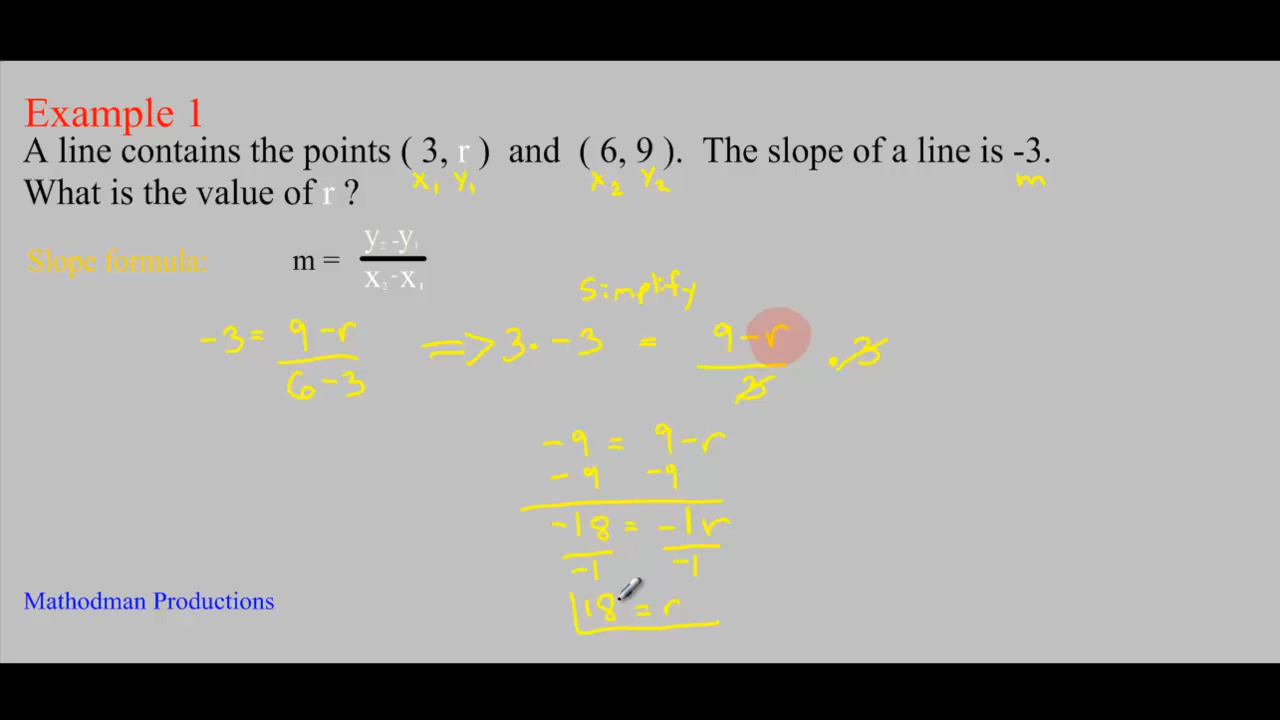 Example 1
A line contains the points ( 3, r ) and ( 6, 9 ). The slope of a line is -3.
x₁ y₁ x₂ y₂ m
What is the value of r ?
Slope formula: m = y₂-y₁ / x₂-x₁
Simplify
-3 = 9-r / 6-3 => 3 · -3 = 9-r / 3 · 3
-9 = 9-r
-9 -9
-18 = -1r
-1 -1
18 = r
Mathodman Productions